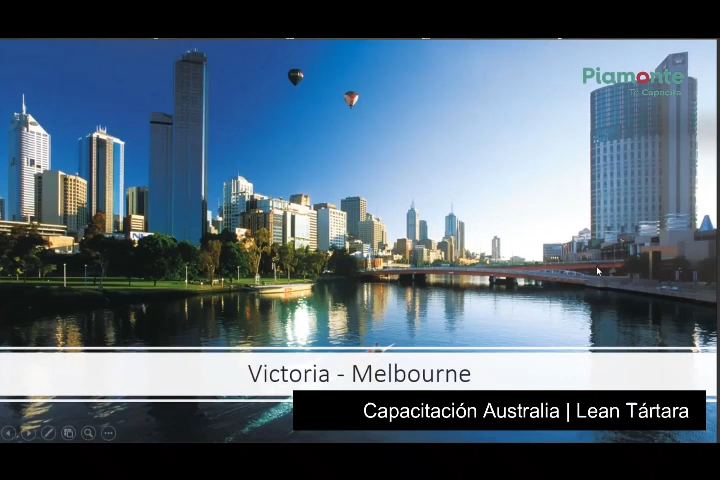 Piamonte
Te Capacita
Victoria - Melbourne
Capacitación Australia | Lean Tártara